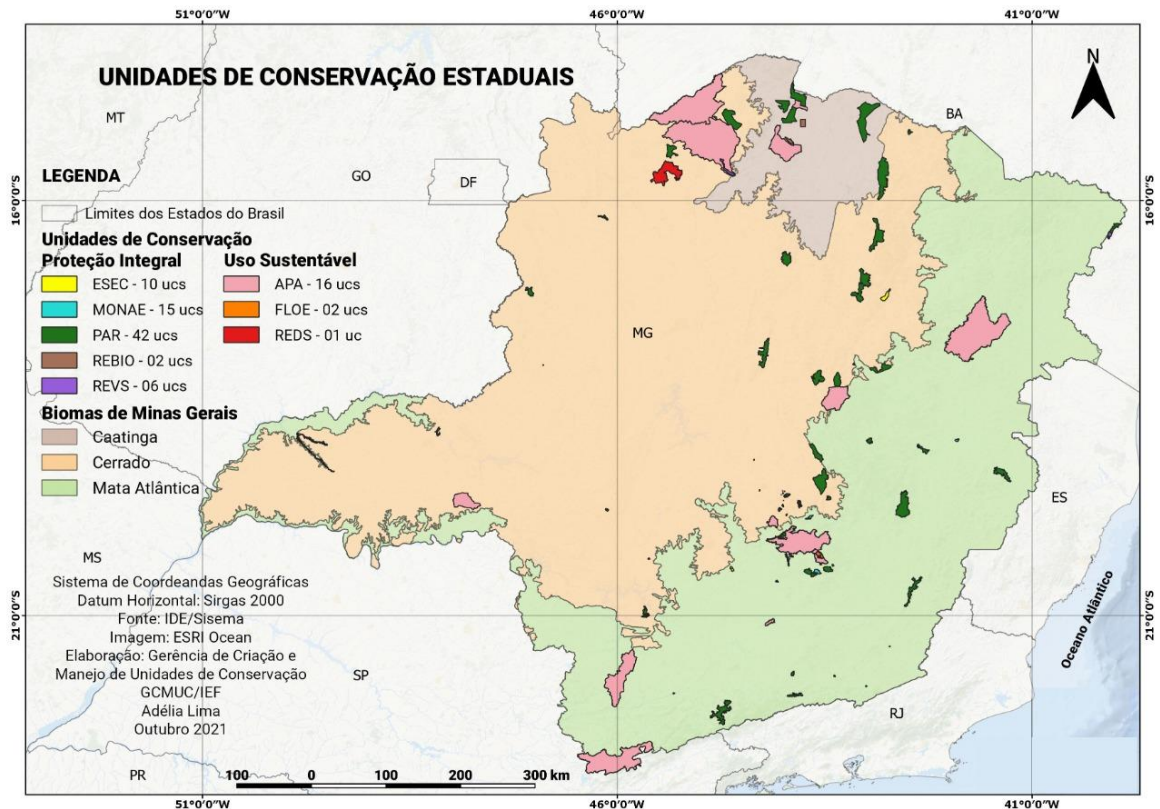 51°0'0"W 46°0'0"W 41°0'0"W
UNIDADES DE CONSERVAÇÃO ESTADUAIS
N
MT
BA
LEGENDA
GO
DF
16°0'0"S
16°0'0"S
Limites dos Estados do Brasil
Unidades de Conservação
Proteção Integral
ESEC - 10 ucs
MONAE - 15 ucs
PAR - 42 ucs
REBIO - 02 ucs
REVS - 06 ucs
Uso Sustentável
APA - 16 ucs
FLOE - 02 ucs
REDS - 01 uc
MG
Biomas de Minas Gerais
Caatinga
Cerrado
Mata Atlântica
ES
MS
Sistema de Coordeandas Geográficas
Datum Horizontal: Sirgas 2000
Fonte: IDE/Sisema
Imagem: ESRI Ocean
Elaboração: Gerência de Criação e
Manejo de Unidades de Conservação
GCMUC/IEF
Adélia Lima
Outubro 2021
21°0'0"S
21°0'0"S
Oceano Atlântico
SP
RJ
PR
100 0 100 200 300 km
51°0'0"W 46°0'0"W 41°0'0"W